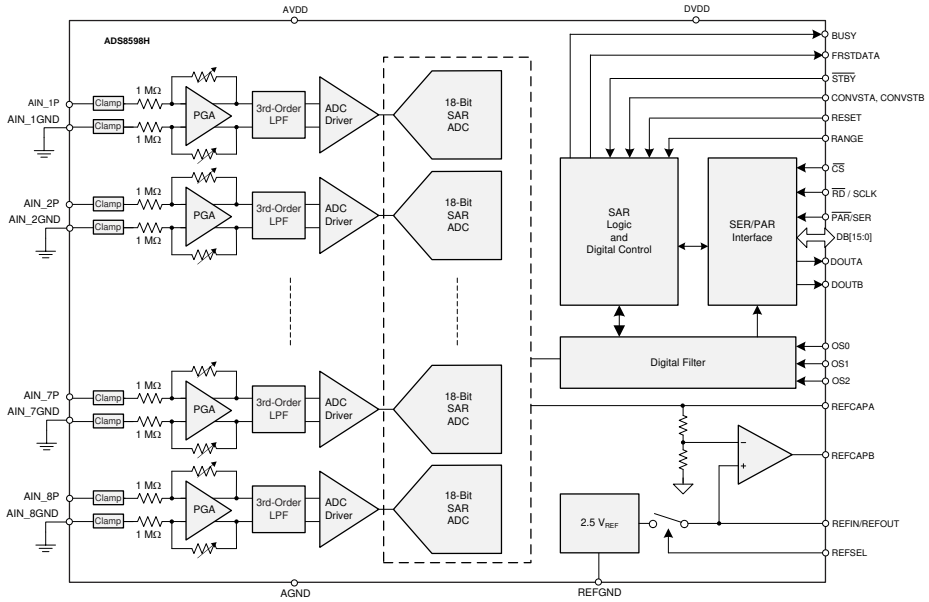 AVDD
DVDD
ADS8598H
BUSY
FRSTDATA
STBY
CONVSTA, CONVSTB
RESET
RANGE
CS
RD / SCLK
PAR/SER
DB[15:0]
DOUTA
DOUTB
OS0
OS1
OS2
REFCAPA
REFCAPB
REFIN/REFOUT
REFSEL
AIN_1P
AIN_1GND
Clamp
Clamp
1 MΩ
1 MΩ
PGA
3rd-Order
LPF
ADC
Driver
18-Bit
SAR
ADC
AIN_2P
AIN_2GND
Clamp
Clamp
1 MΩ
1 MΩ
PGA
3rd-Order
LPF
ADC
Driver
18-Bit
SAR
ADC
AIN_7P
AIN_7GND
Clamp
Clamp
1 MΩ
1 MΩ
PGA
3rd-Order
LPF
ADC
Driver
18-Bit
SAR
ADC
AIN_8P
AIN_8GND
Clamp
Clamp
1 MΩ
1 MΩ
PGA
3rd-Order
LPF
ADC
Driver
18-Bit
SAR
ADC
SAR
Logic
and
Digital Control
SER/PAR
Interface
Digital Filter
−
+
2.5 VREF
AGND
REFGND